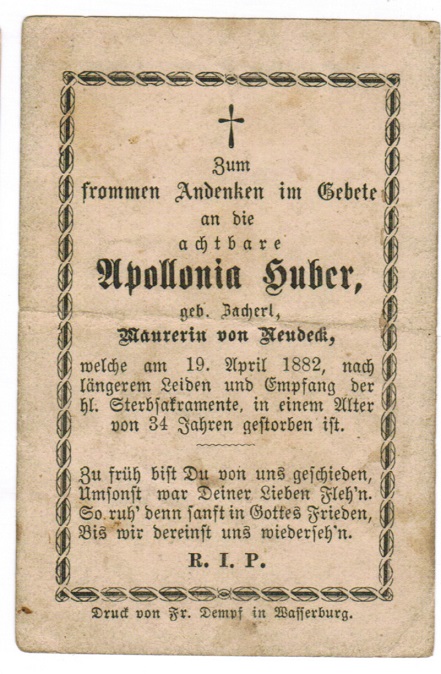 Zum
frommen Andenken im Gebete
an die
achtbare
Apollonia Huber,
geb. Zacherl,
Maurerin von Neudeck,
welche am 19. April 1882, nach
längerem Leiden und Empfang der
hl. Sterbsakramente, in einem Alter
von 34 Jahren gestorben ist.
Zu früh bist Du von uns geschieden,
Umsonst war Deiner Lieben Fleh'n.
So ruh' denn sanft in Gottes Frieden,
Bis wir dereinst uns wiederseh'n.
R. I. P.
Druck von Fr. Dempf in Wasserburg.